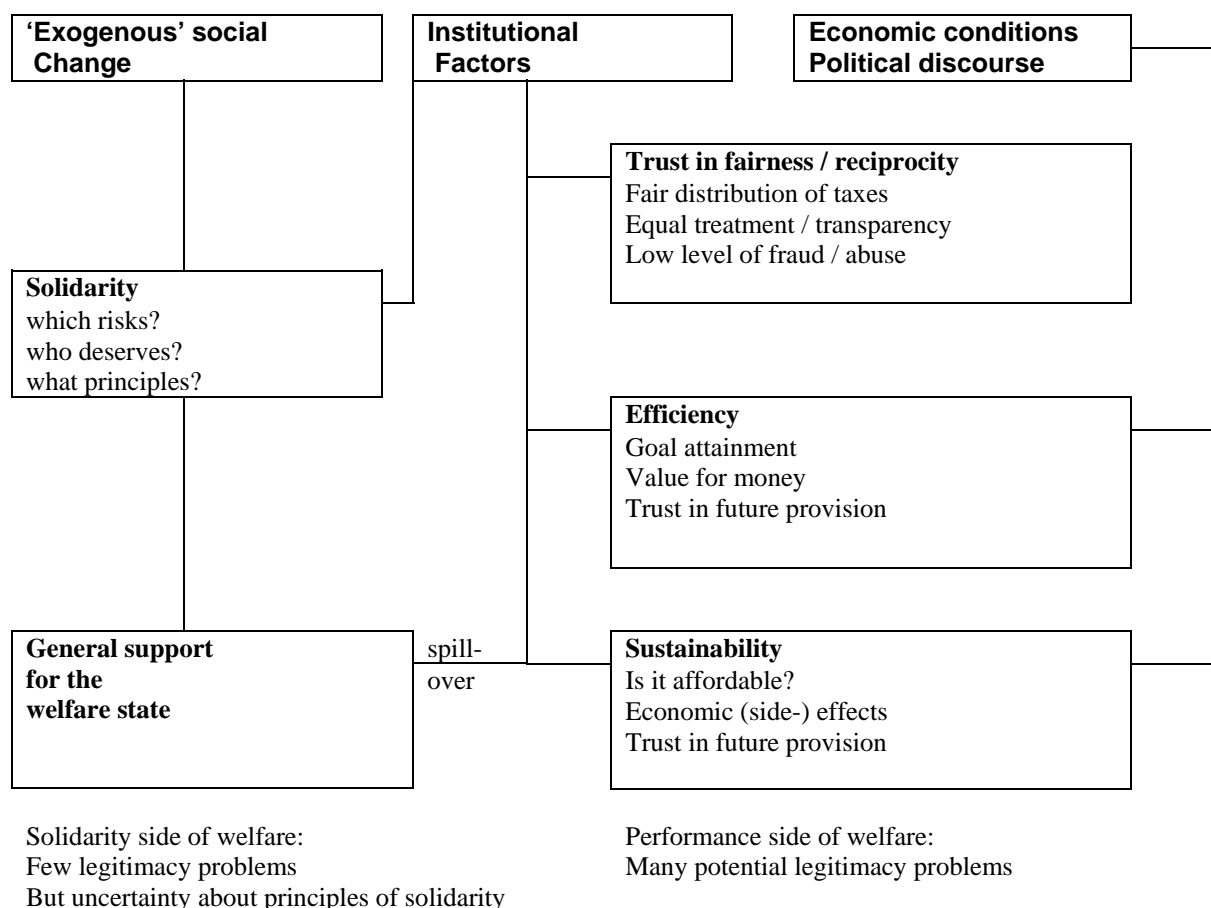 ‘Exogenous’ social
Change
Institutional
Factors
Economic conditions
Political discourse
Trust in fairness / reciprocity
Fair distribution of taxes
Equal treatment / transparency
Low level of fraud / abuse
Solidarity
which risks?
who deserves?
what principles?
Efficiency
Goal attainment
Value for money
Trust in future provision
General support
for the
welfare state
spill-
over
Sustainability
Is it affordable?
Economic (side-) effects
Trust in future provision
Solidarity side of welfare:
Few legitimacy problems
But uncertainty about principles of solidarity
Performance side of welfare:
Many potential legitimacy problems